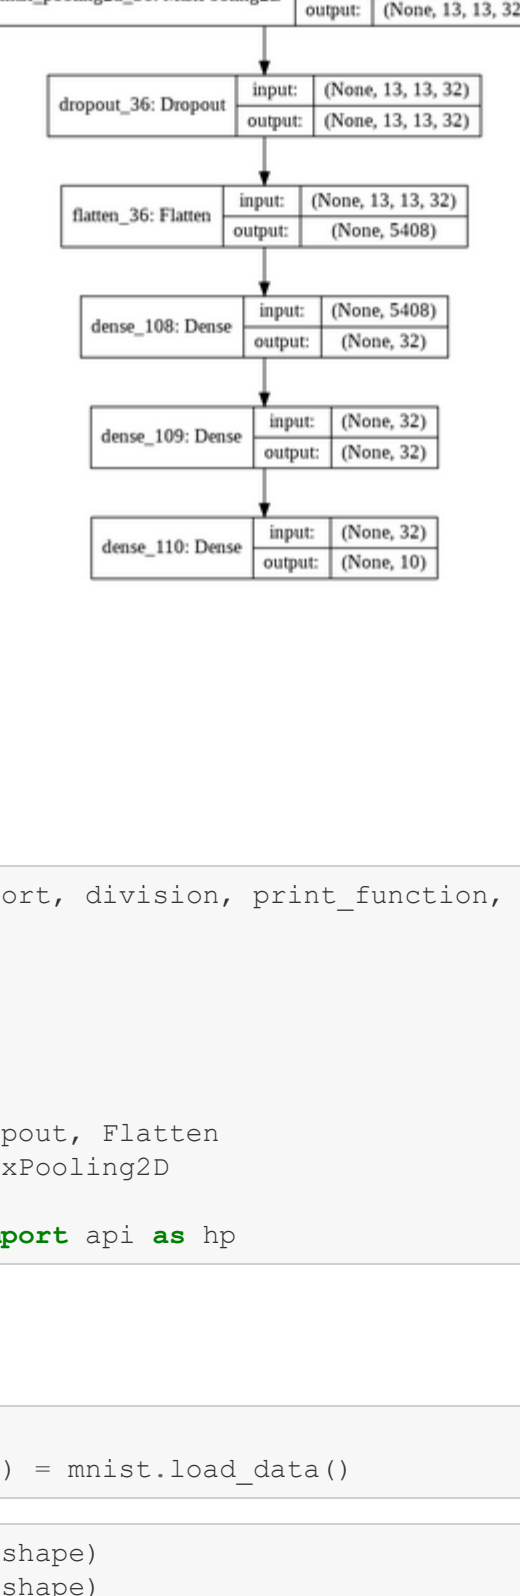 output: (None, 13, 13, 32
dropout_36: Dropout input: (None, 13, 13, 32)
output: (None, 13, 13, 32)
flatten_36: Flatten input: (None, 13, 13, 32)
output: (None, 5408)
dense_108: Dense input: (None, 5408)
output: (None, 32)
dense_109: Dense input: (None, 32)
output: (None, 32)
dense_110: Dense input: (None, 32)
output: (None, 10)
ort, division, print_function,
pout, Flatten
xPooling2D
port api as hp
) = mnist.load_data()
shape)
shape)